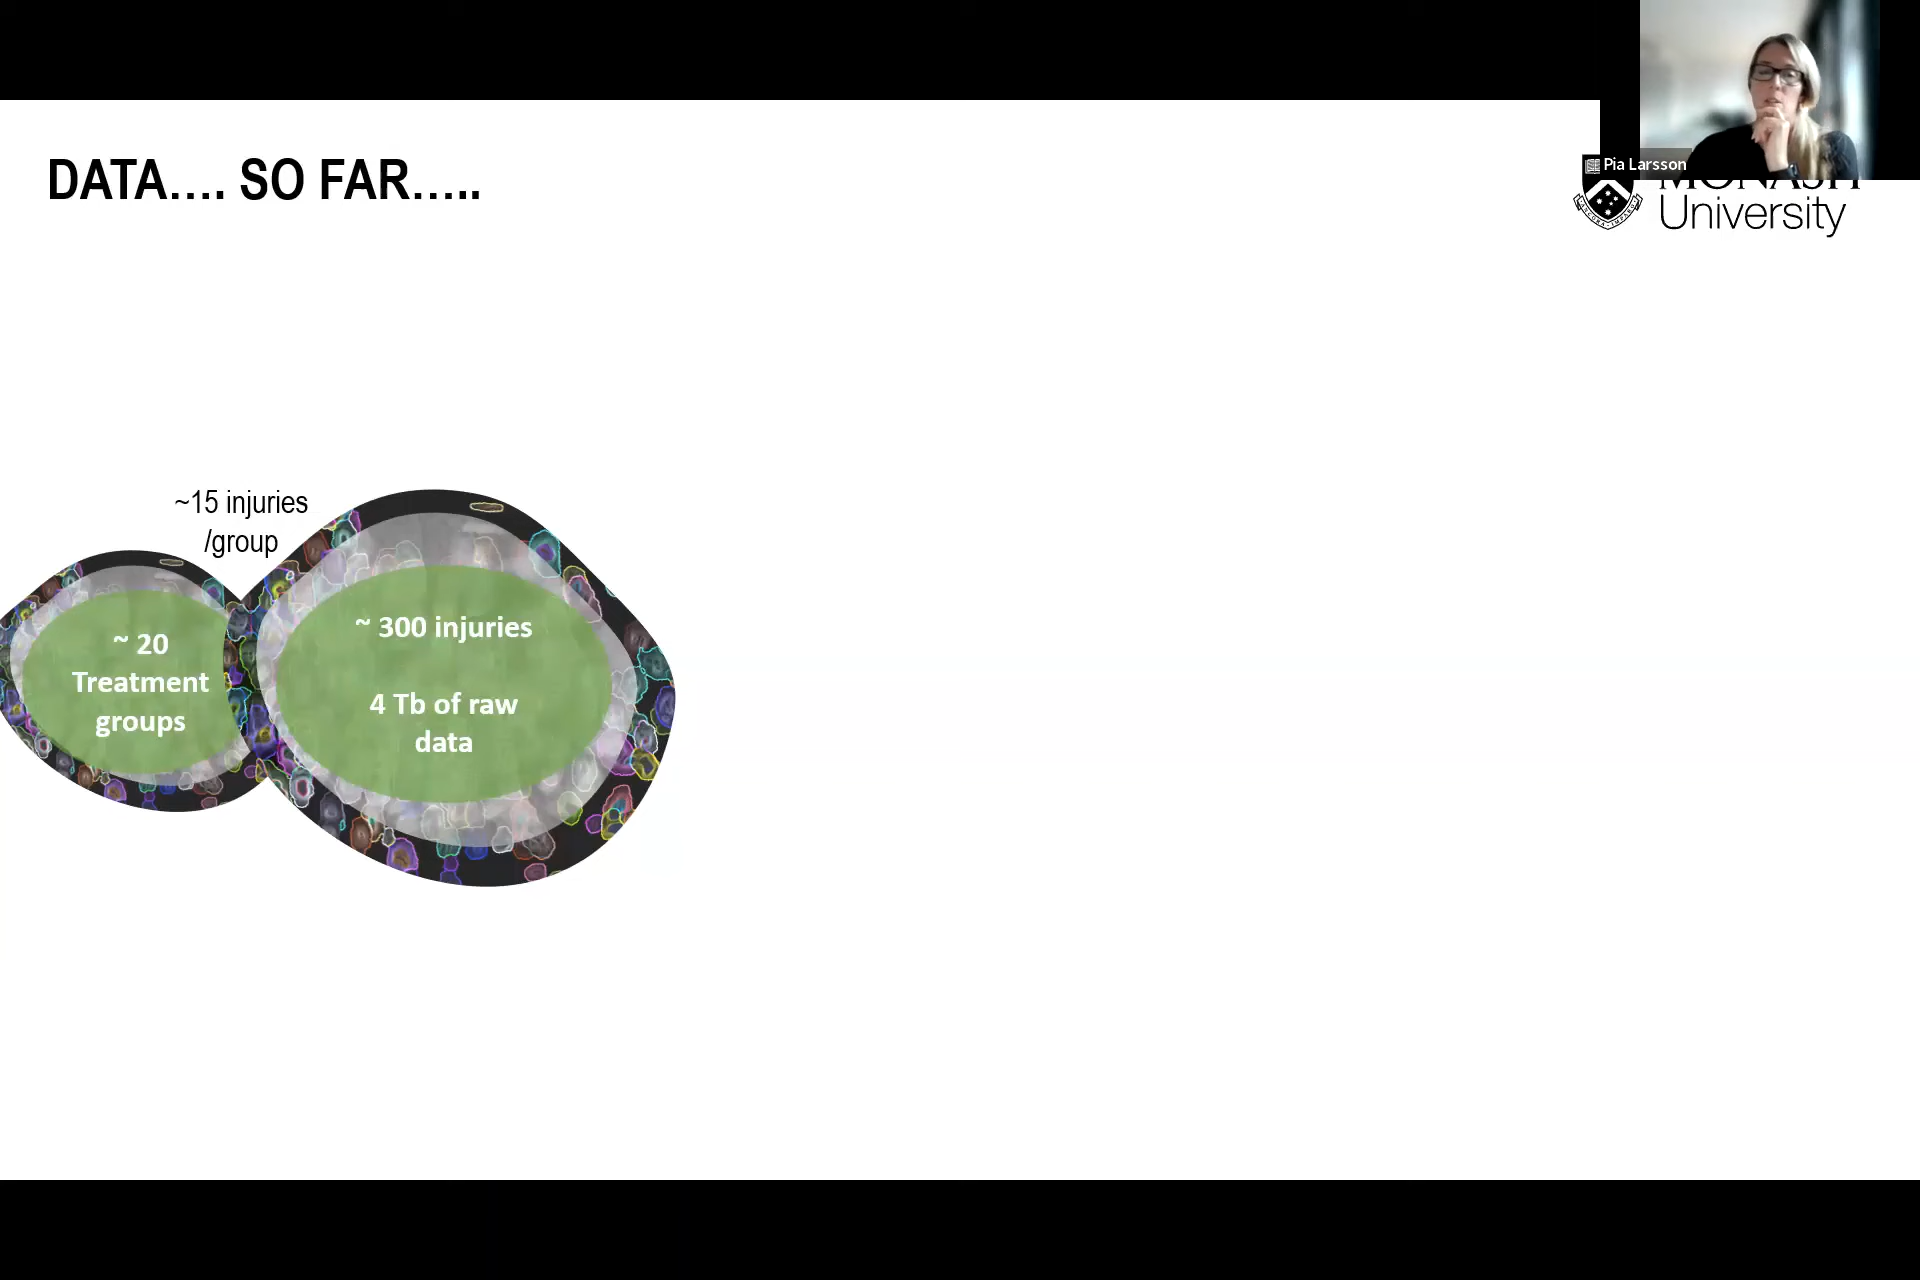 Pia Larsson
DATA.... SO FAR.....
MONASH
University
~15 injuries
/group
~ 20
Treatment
groups
~ 300 injuries
4 Tb of raw
data